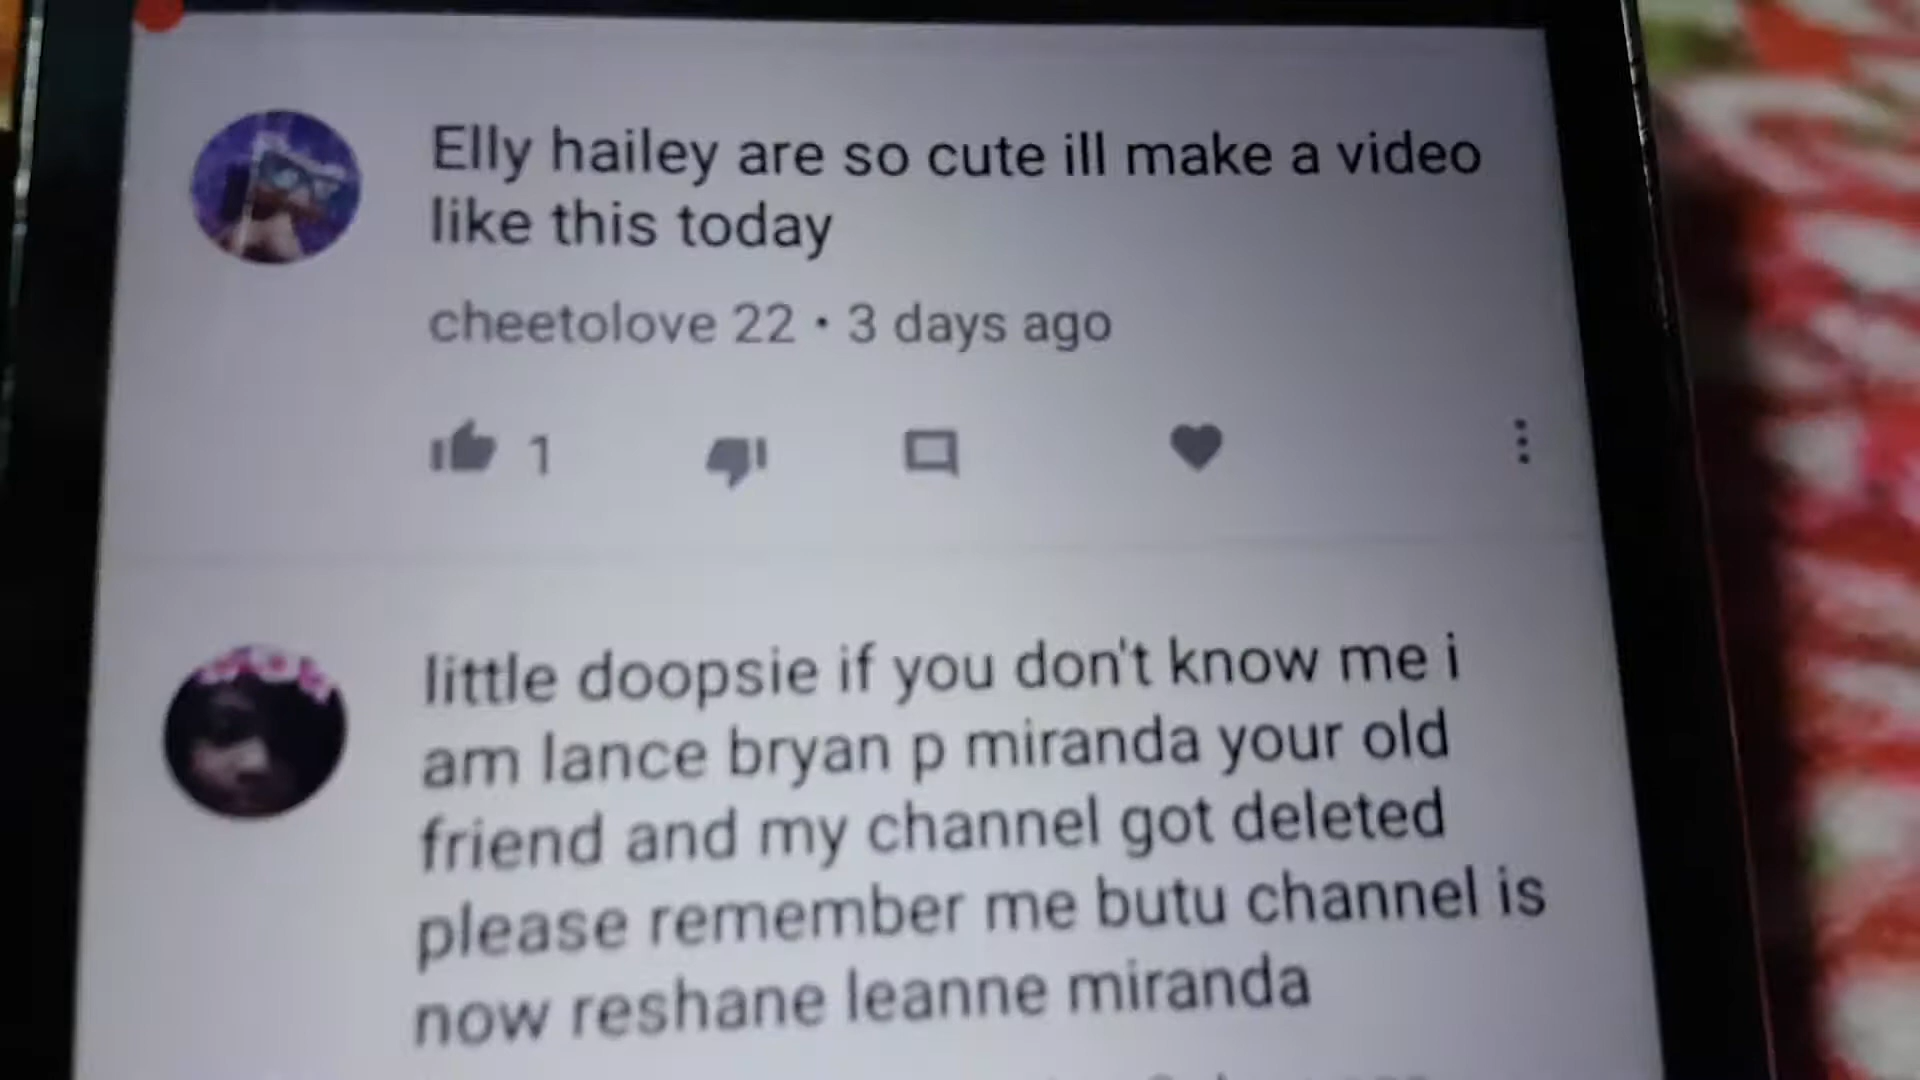 Elly hailey are so cute ill make a video
like this today
cheetolove 22 • 3 days ago
1
little doopsie if you don't know me i
am lance bryan p miranda your old
friend and my channel got deleted
please remember me butu channel is
now reshane leanne miranda